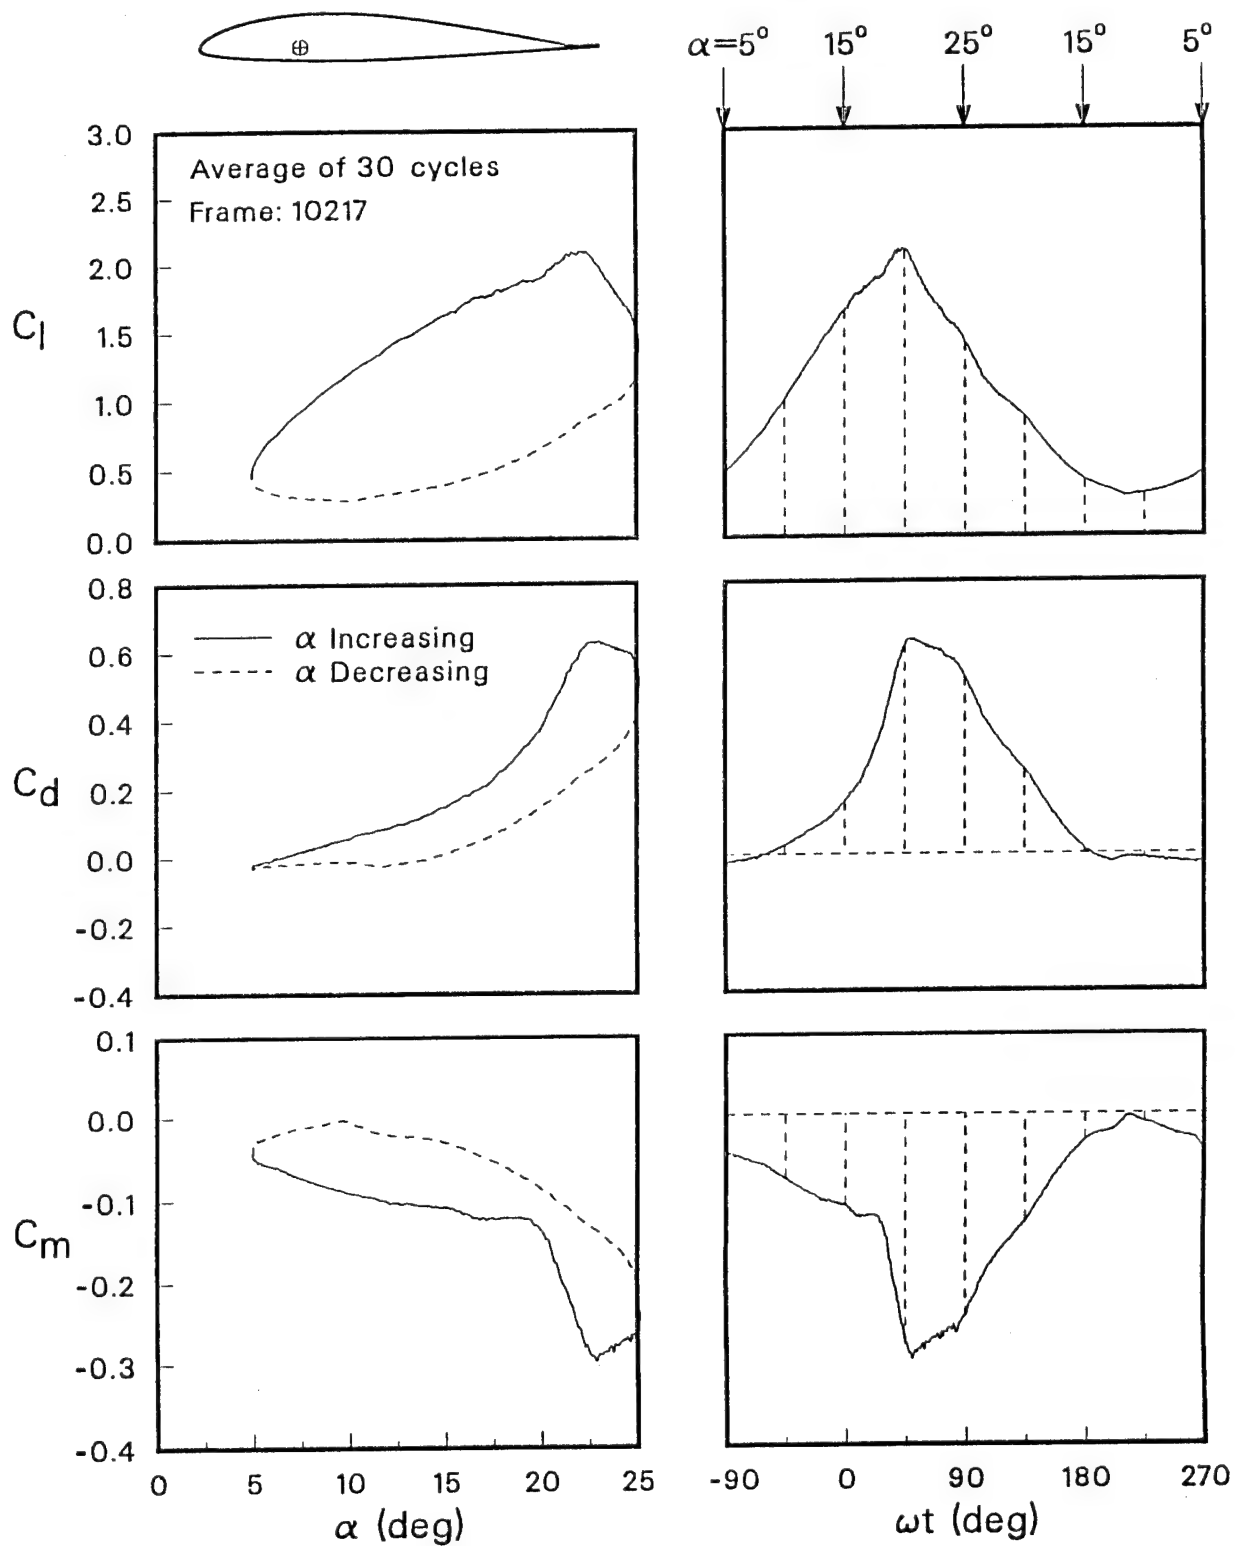 α=5° 15° 25° 15° 5°
3.0
Average of 30 cycles
2.5
Frame: 10217
2.0
Cl
1.5
1.0
0.5
0.0
0.8
α Increasing
0.6
α Decreasing
0.4
Cd
0.2
0.0
-0.2
-0.4
0.1
0.0
-0.1
Cm
-0.2
-0.3
-0.4
0 5 10 15 20 25
α (deg)
-90 0 90 180 270
ωt (deg)